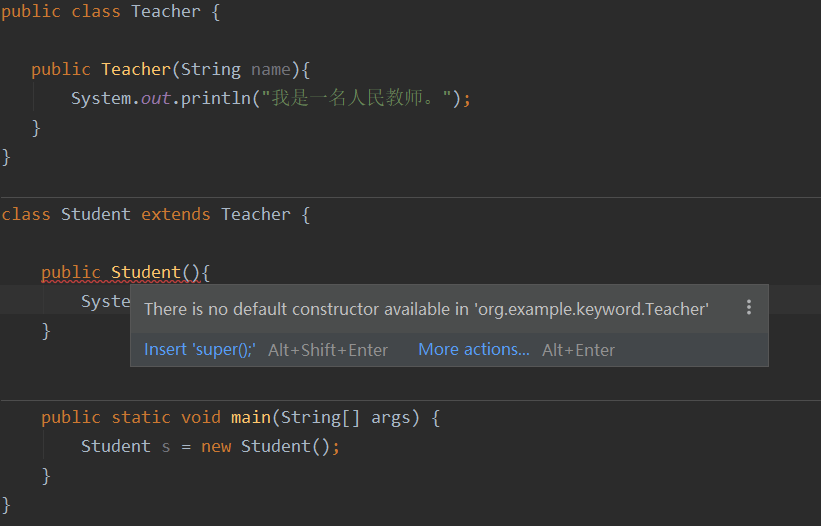 public class Teacher {
public Teacher(String name){
System.out.println("我是一名人民教师。");
}
}
class Student extends Teacher {
public Student(){
Syste
There is no default constructor available in 'org.example.keyword.Teacher'
}
Insert 'super();' Alt+Shift+Enter More actions... Alt+Enter
public static void main(String[] args) {
Student s = new Student();
}
}